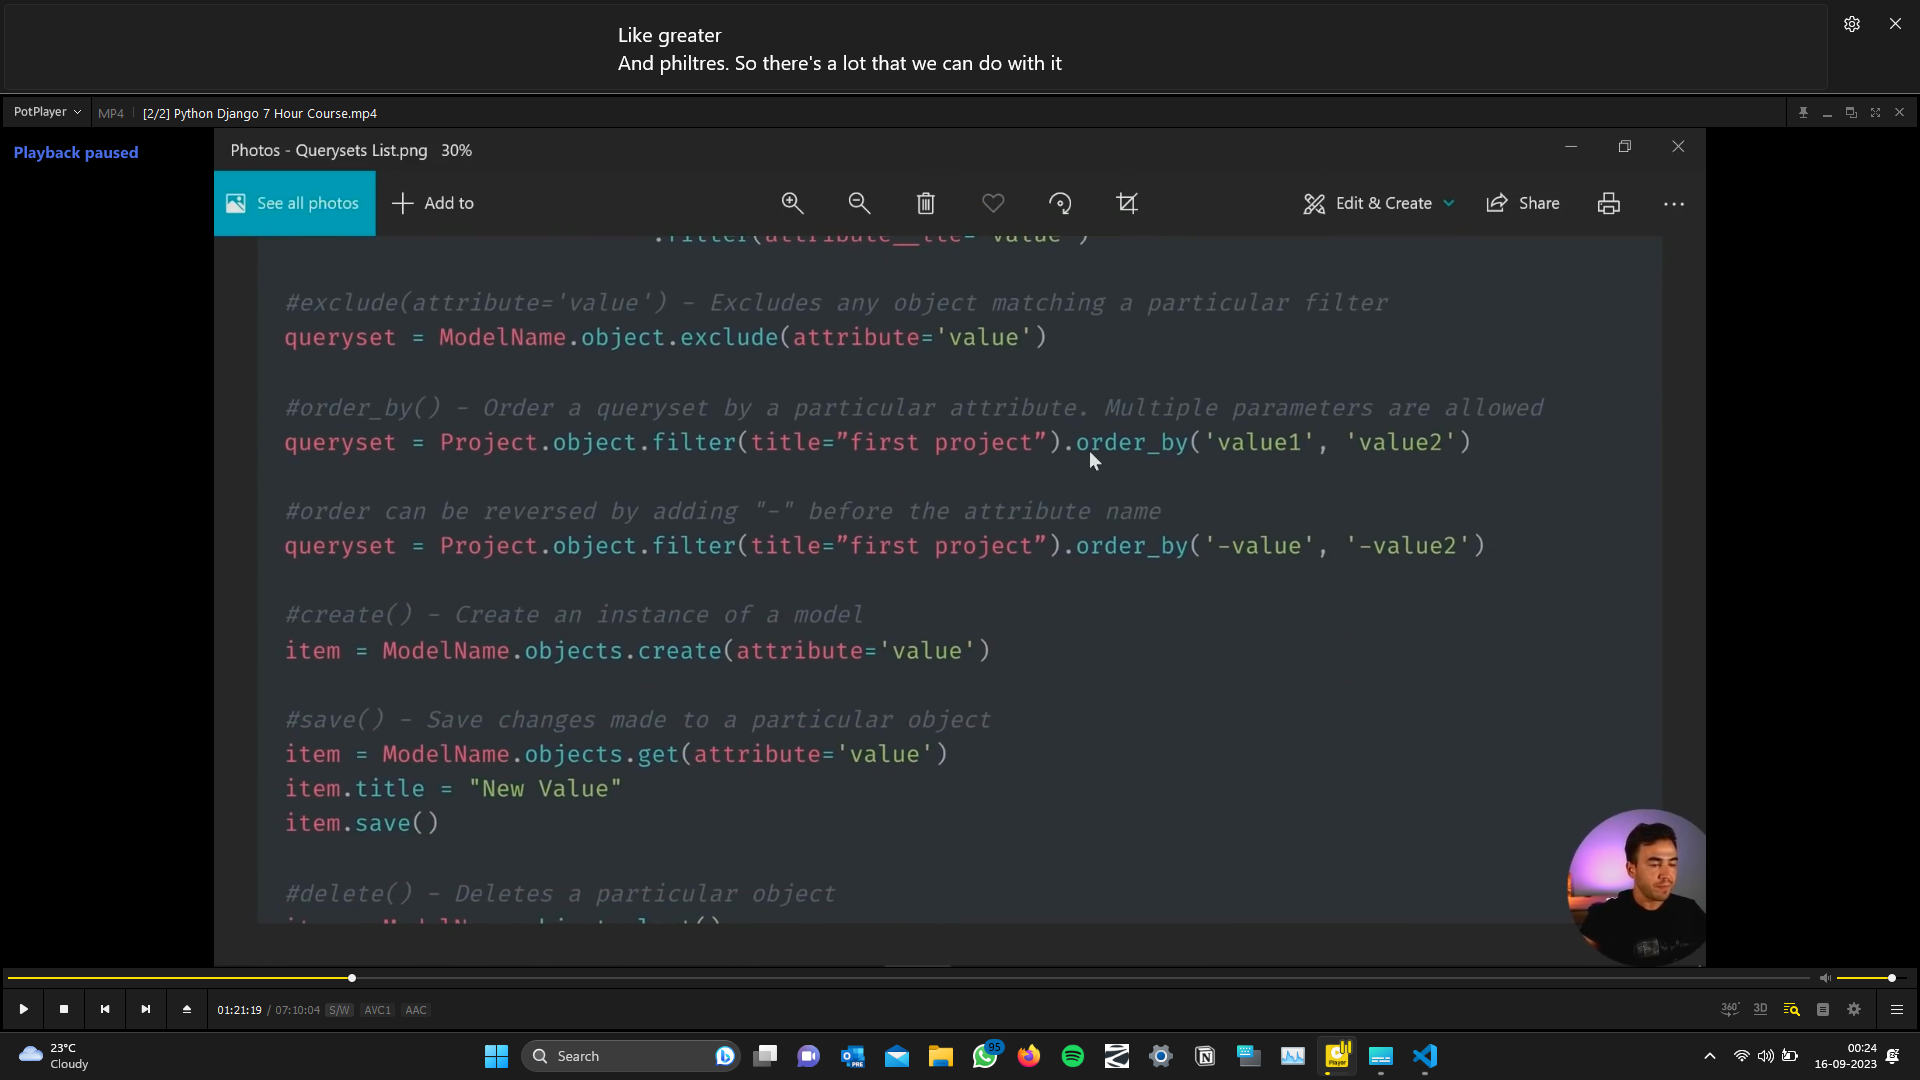 Like greater
And philtres. So there's a lot that we can do with it
PotPlayer MP4 [2/2] Python Django 7 Hour Course.mp4
Playback paused
Photos - Querysets List.png 30%
See all photos Add to Edit & Create Share
.filter(attribute__lte='value')
#exclude(attribute='value') - Excludes any object matching a particular filter
queryset = ModelName.object.exclude(attribute='value')
#order_by() - Order a queryset by a particular attribute. Multiple parameters are allowed
queryset = Project.object.filter(title=”first project”).order_by('value1', 'value2')
#order can be reversed by adding "-" before the attribute name
queryset = Project.object.filter(title=”first project”).order_by('-value', '-value2')
#create() - Create an instance of a model
item = ModelName.objects.create(attribute='value')
#save() - Save changes made to a particular object
item = ModelName.objects.get(attribute='value')
item.title = "New Value"
item.save()
#delete() - Deletes a particular object
01:21:19 / 07:10:04 S/W AVC1 AAC 360° 3D
23°C
Cloudy
Search
95
00:24
16-09-2023